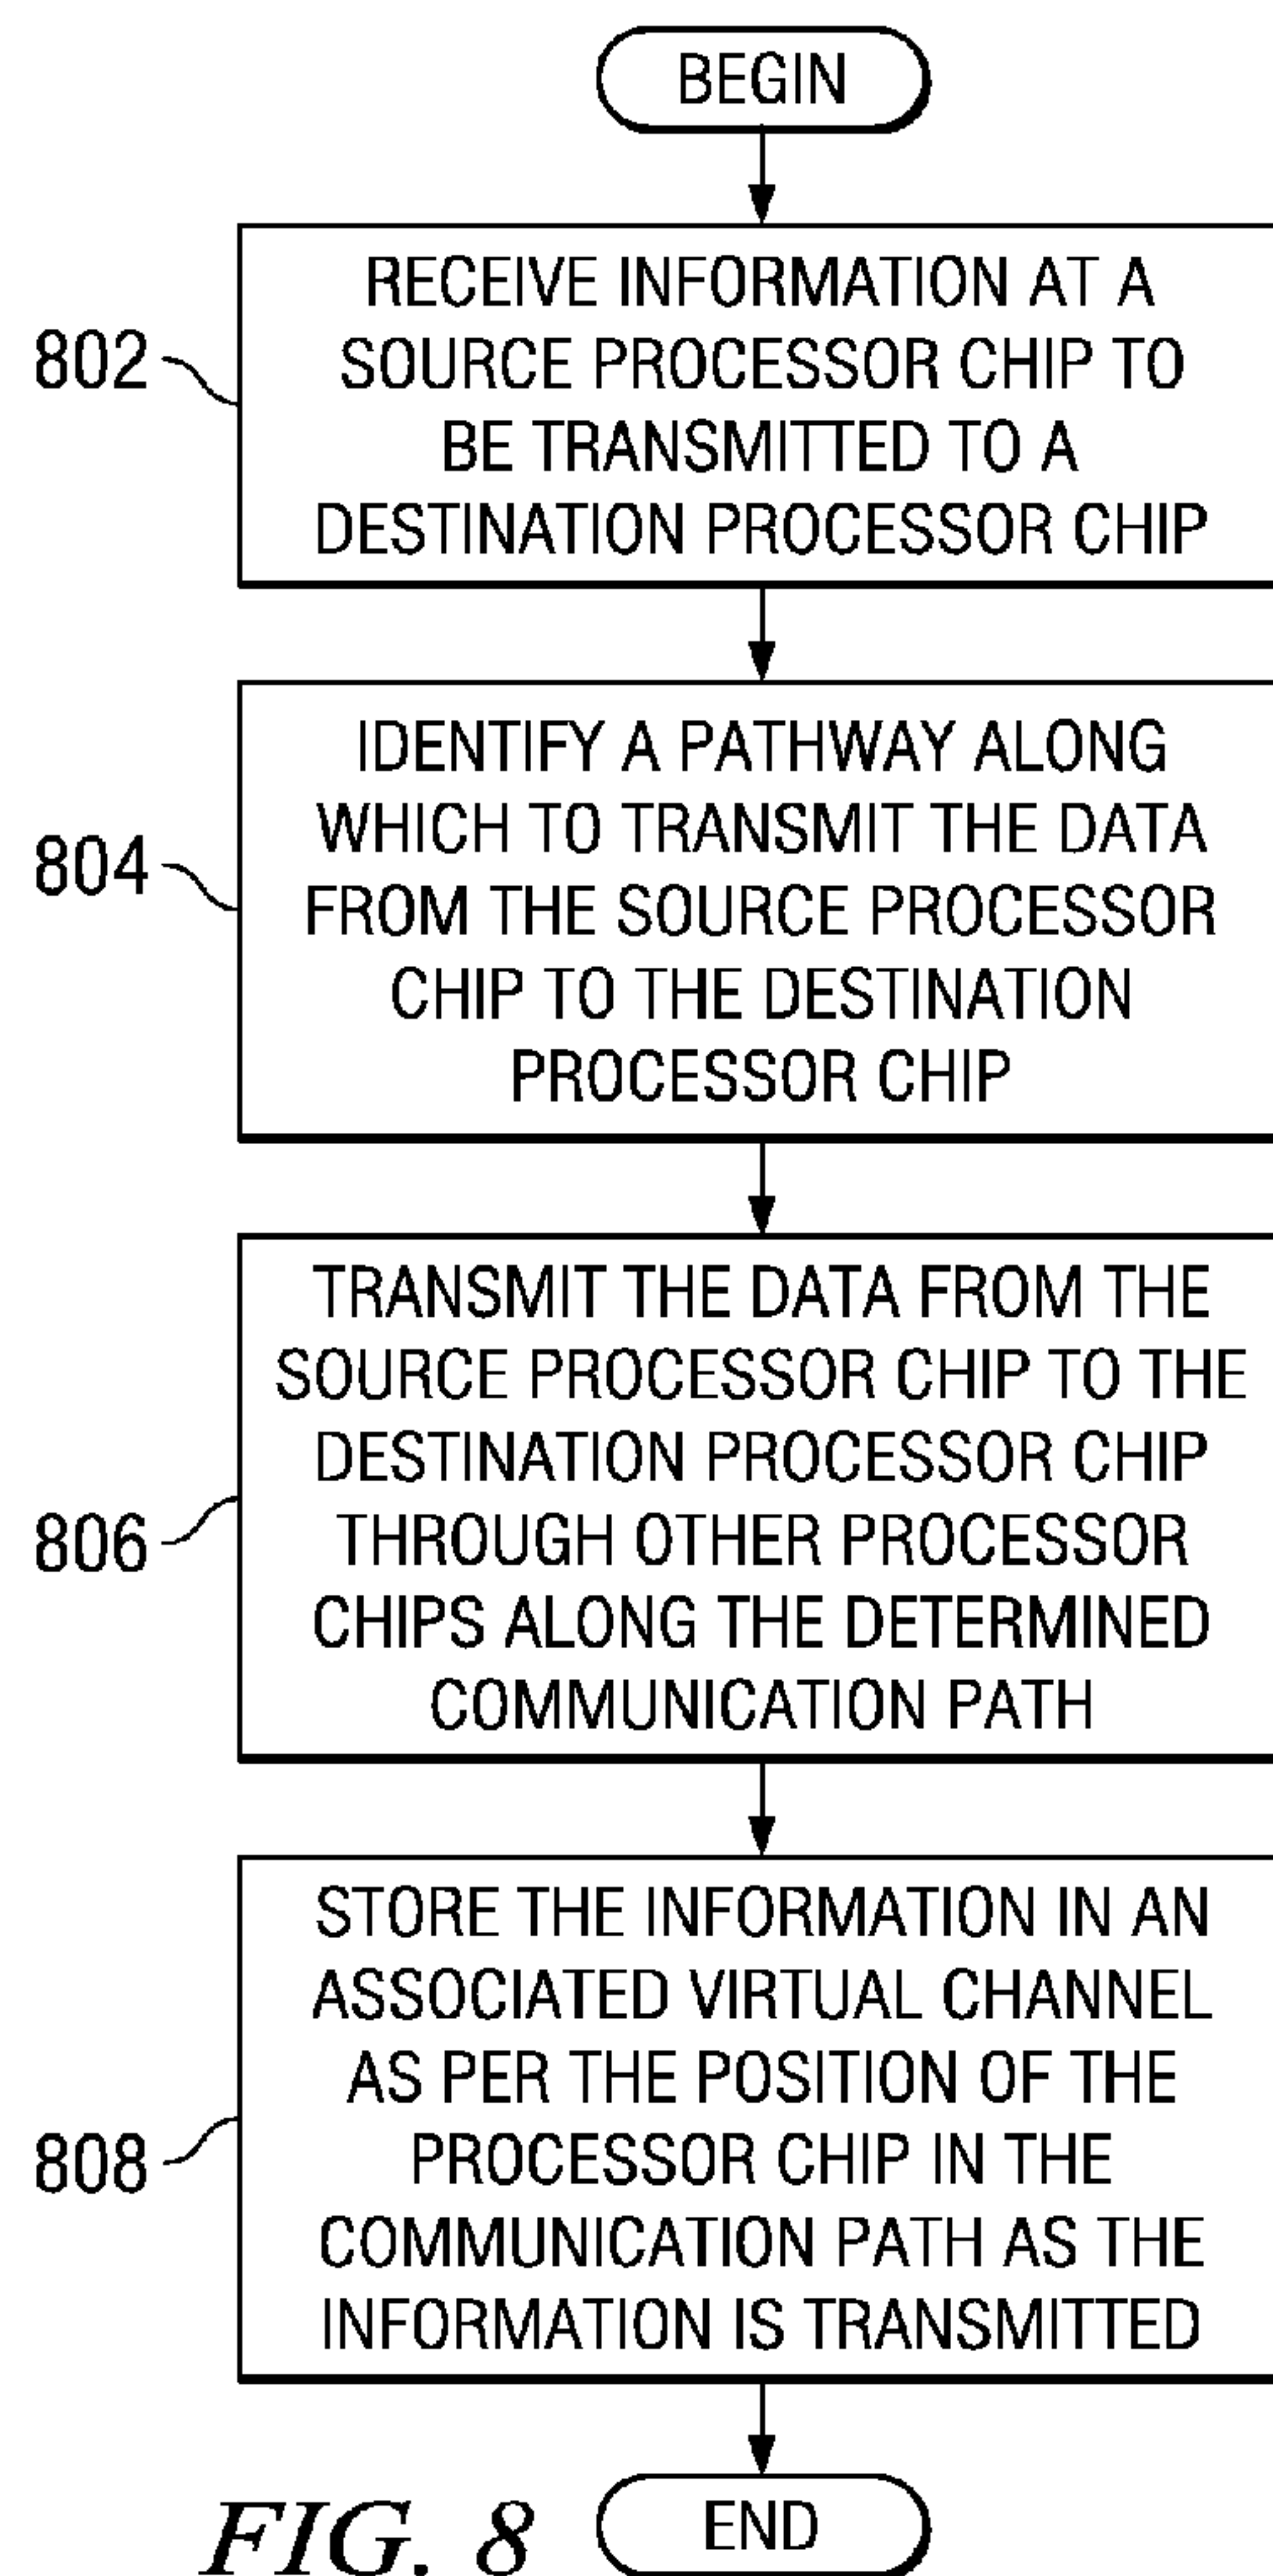 BEGIN
802
RECEIVE INFORMATION AT A
SOURCE PROCESSOR CHIP TO
BE TRANSMITTED TO A
DESTINATION PROCESSOR CHIP
804
IDENTIFY A PATHWAY ALONG
WHICH TO TRANSMIT THE DATA
FROM THE SOURCE PROCESSOR
CHIP TO THE DESTINATION
PROCESSOR CHIP
806
TRANSMIT THE DATA FROM THE
SOURCE PROCESSOR CHIP TO THE
DESTINATION PROCESSOR CHIP
THROUGH OTHER PROCESSOR
CHIPS ALONG THE DETERMINED
COMMUNICATION PATH
808
STORE THE INFORMATION IN AN
ASSOCIATED VIRTUAL CHANNEL
AS PER THE POSITION OF THE
PROCESSOR CHIP IN THE
COMMUNICATION PATH AS THE
INFORMATION IS TRANSMITTED
END
FIG. 8